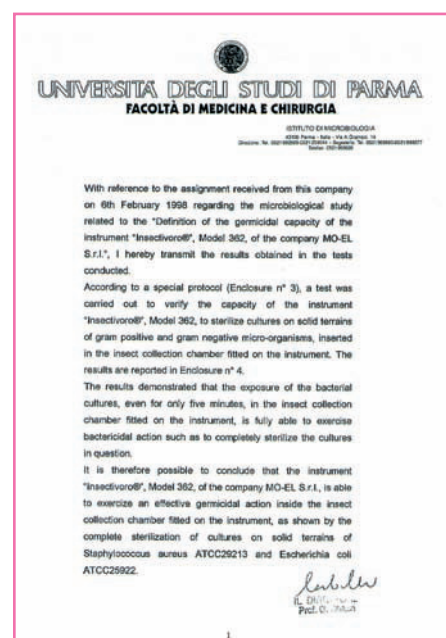 UNIVERSITÀ DEGLI STUDI DI PARMA
FACOLTÀ DI MEDICINA E CHIRURGIA
ISTITUTO DI MICROBIOLOGIA
With reference to the assignment received from this company
on 6th February 1998 regarding the microbiological study
related to the "Definition of the germicidal capacity of the
instrument "Insectivoro®", Model 362, of the company MO-EL
S.r.l.", I hereby transmit the results obtained in the tests
conducted.
According to a special protocol (Enclosure n° 3), a test was
carried out to verify the capacity of the instrument
"Insectivoro®", Model 362, to sterilize cultures on solid terrains
of gram positive and gram negative micro-organisms, inserted
in the insect collection chamber fitted on the instrument. The
results are reported in Enclosure n° 4.
The results demonstrated that the exposure of the bacterial
cultures, even for only five minutes, in the insect collection
chamber fitted on the instrument, is fully able to exercise
bactericidal action such as to completely sterilize the cultures
in question.
It is therefore possible to conclude that the instrument
"Insectivoro®", Model 362, of the company MO-EL S.r.l., is able
to exercize an effective germicidal action inside the insect
collection chamber fitted on the instrument, as shown by the
complete sterilization of cultures on solid terrains of
Staphylococcus aureus ATCC29213 and Escherichia coli
ATCC25922.
IL
Prof.
1